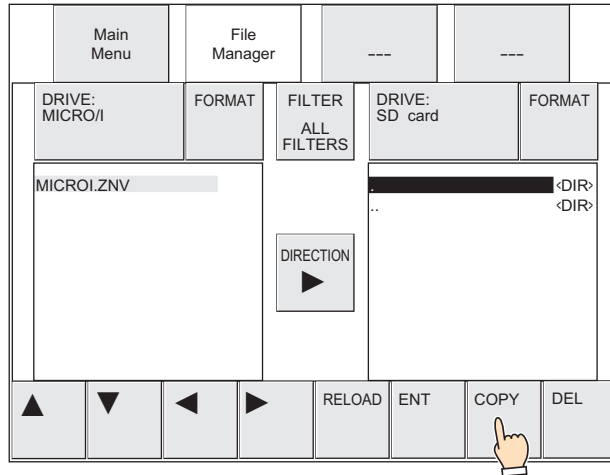 Main
Menu
File
Manager
---
---
DRIVE:
MICRO/I
FORMAT
FILTER
ALL
FILTERS
DRIVE:
SD card
FORMAT
MICROI.ZNV
. <DIR>
.. <DIR>
DIRECTION
RELOAD
ENT
COPY
DEL